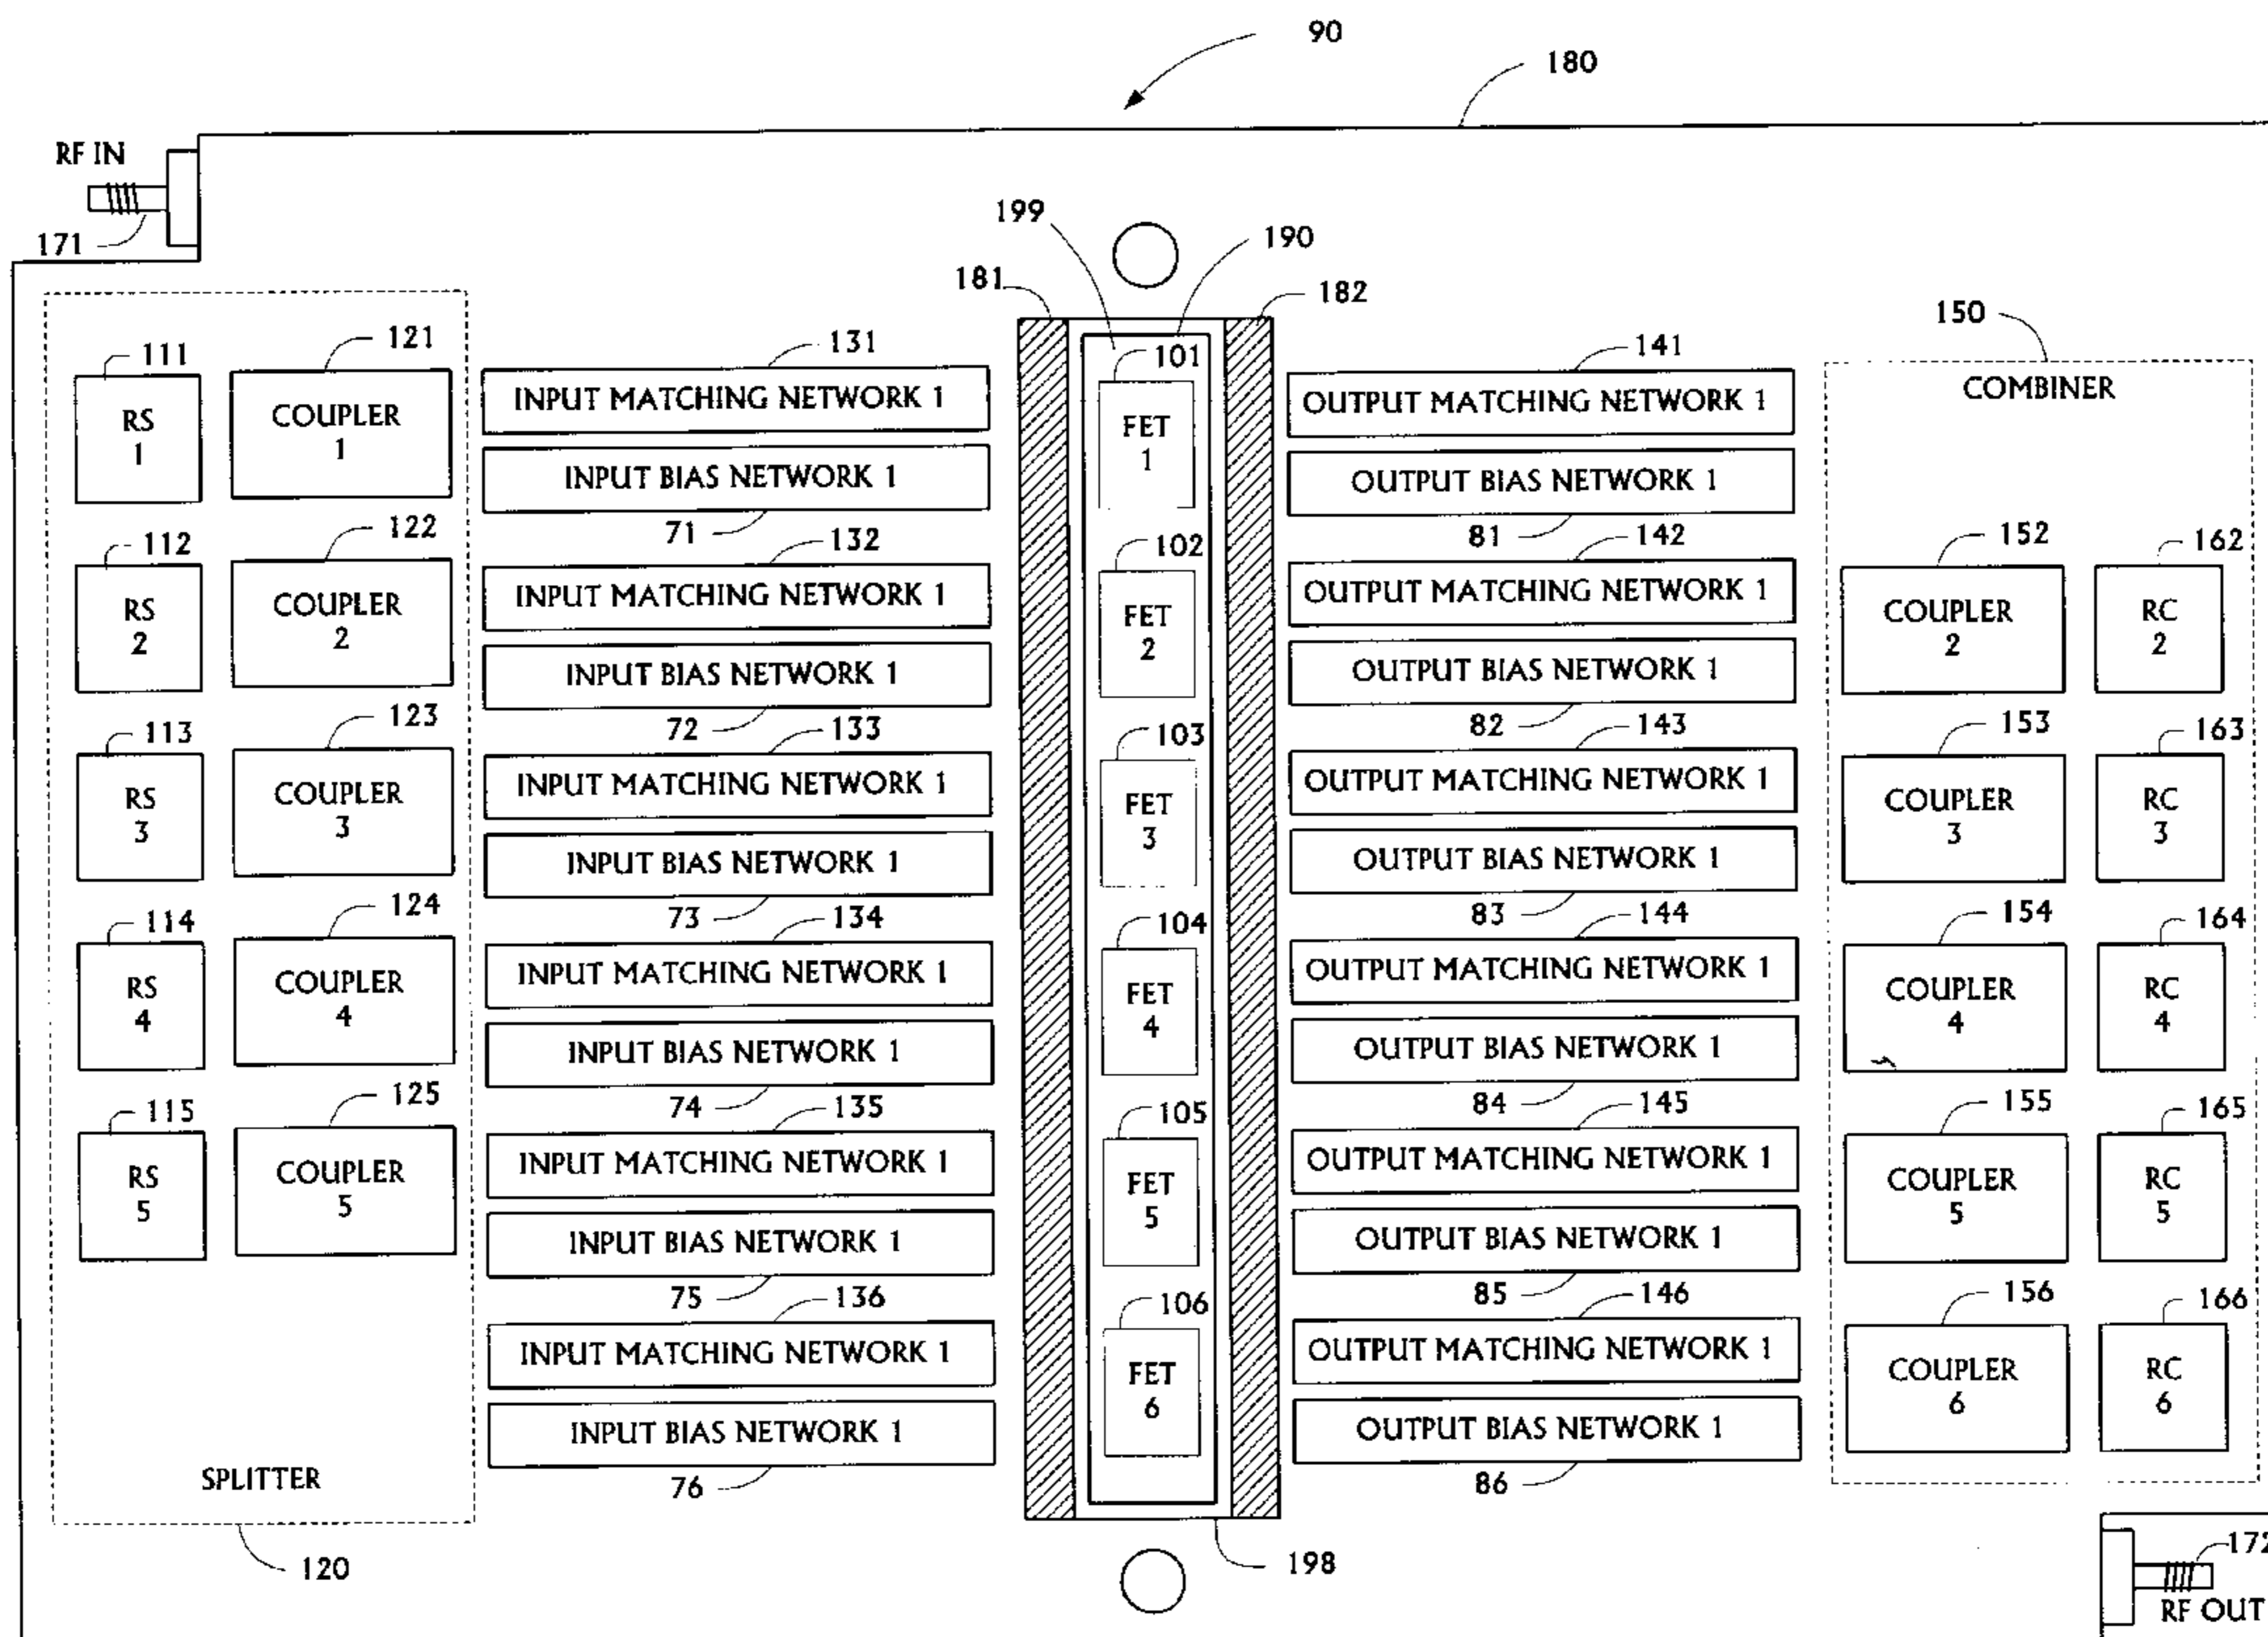 90
180
RF IN
171
199
190
181
182
150
111
121
131
101
141
COMBINER
RS
1
COUPLER
1
INPUT MATCHING NETWORK 1
FET
1
OUTPUT MATCHING NETWORK 1
INPUT BIAS NETWORK 1
OUTPUT BIAS NETWORK 1
71
81
112
122
132
102
142
152
162
RS
2
COUPLER
2
INPUT MATCHING NETWORK 1
FET
2
OUTPUT MATCHING NETWORK 1
COUPLER
2
RC
2
INPUT BIAS NETWORK 1
OUTPUT BIAS NETWORK 1
72
82
113
123
133
103
143
153
163
RS
3
COUPLER
3
INPUT MATCHING NETWORK 1
FET
3
OUTPUT MATCHING NETWORK 1
COUPLER
3
RC
3
INPUT BIAS NETWORK 1
OUTPUT BIAS NETWORK 1
73
83
114
124
134
104
144
154
164
RS
4
COUPLER
4
INPUT MATCHING NETWORK 1
FET
4
OUTPUT MATCHING NETWORK 1
COUPLER
4
RC
4
INPUT BIAS NETWORK 1
OUTPUT BIAS NETWORK 1
74
84
115
125
135
105
145
155
165
RS
5
COUPLER
5
INPUT MATCHING NETWORK 1
FET
5
OUTPUT MATCHING NETWORK 1
COUPLER
5
RC
5
INPUT BIAS NETWORK 1
OUTPUT BIAS NETWORK 1
75
85
136
106
146
156
166
INPUT MATCHING NETWORK 1
FET
6
OUTPUT MATCHING NETWORK 1
COUPLER
6
RC
6
INPUT BIAS NETWORK 1
OUTPUT BIAS NETWORK 1
SPLITTER
76
86
120
198
172
RF OUT